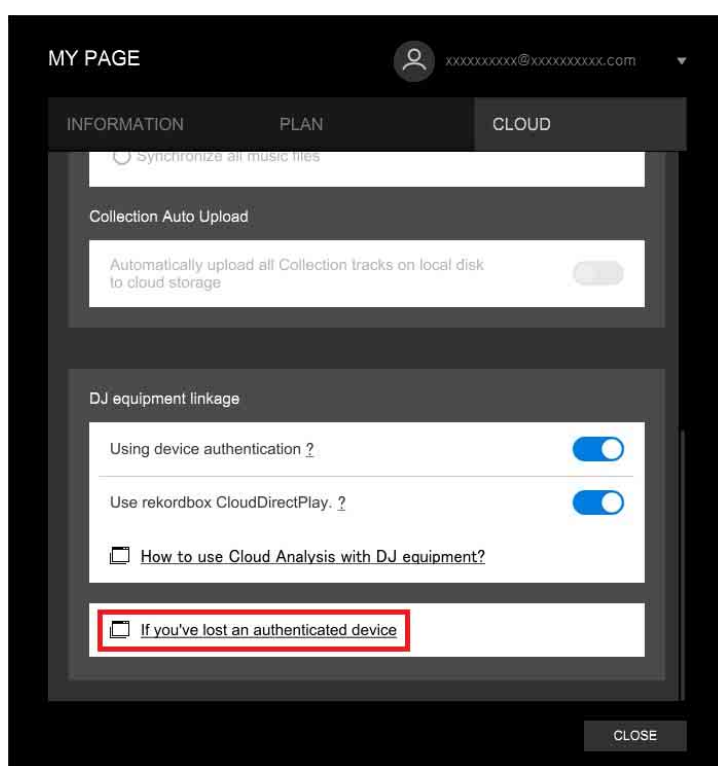 MY PAGE
xxxxxxxxxx@xxxxxxxxxx.com
INFORMATION
PLAN
CLOUD
Synchronize all music files
Collection Auto Upload
Automatically upload all Collection tracks on local disk
to cloud storage
DJ equipment linkage
Using device authentication ?
Use rekordbox CloudDirectPlay. ?
How to use Cloud Analysis with DJ equipment?
If you've lost an authenticated device
CLOSE